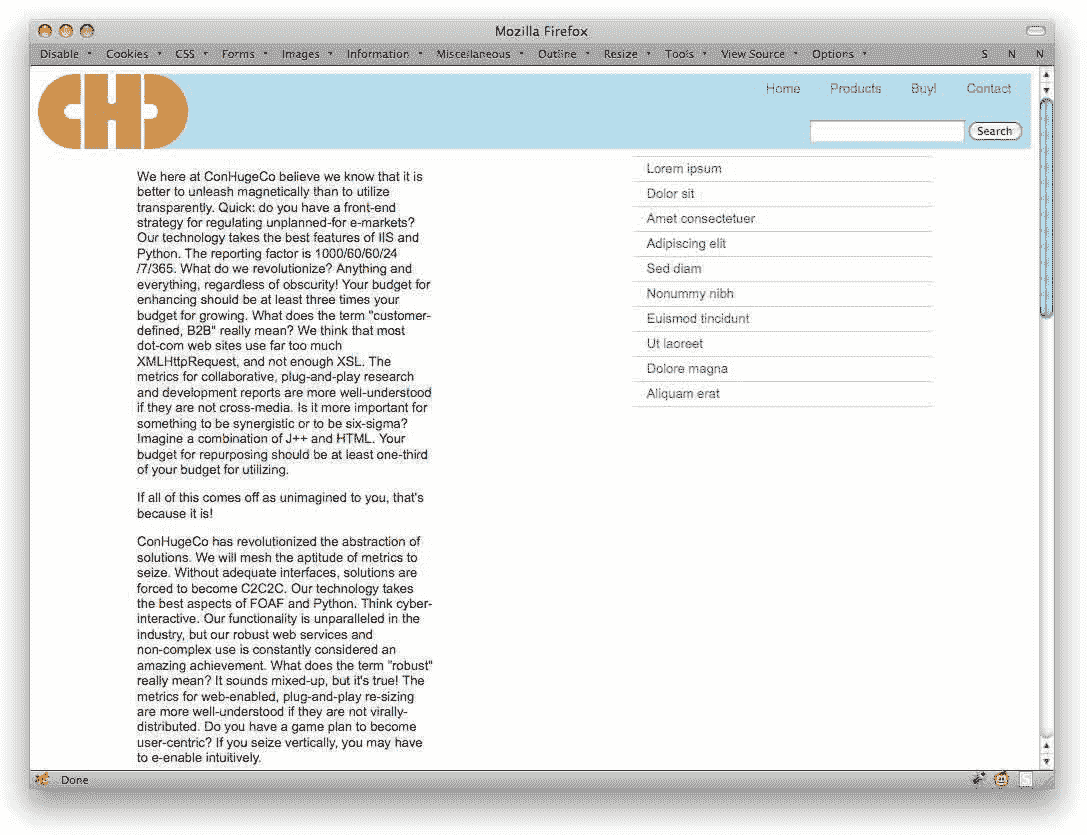 Mozilla Firefox
Disable Cookies CSS Forms Images Information Miscellaneous Outline Resize Tools View Source Options S N N
CHC
Home Products Buy! Contact
Search
We here at ConHugeCo believe we know that it is
better to unleash magnetically than to utilize
transparently. Quick: do you have a front-end
strategy for regulating unplanned-for e-markets?
Our technology takes the best features of IIS and
Python. The reporting factor is 1000/60/60/24
/7/365. What do we revolutionize? Anything and
everything, regardless of obscurity! Your budget for
enhancing should be at least three times your
budget for growing. What does the term "customer-
defined, B2B" really mean? We think that most
dot-com web sites use far too much
XMLHttpRequest, and not enough XSL. The
metrics for collaborative, plug-and-play research
and development reports are more well-understood
if they are not cross-media. Is it more important for
something to be synergistic or to be six-sigma?
Imagine a combination of J++ and HTML. Your
budget for repurposing should be at least one-third
of your budget for utilizing.
If all of this comes off as unimagined to you, that's
because it is!
ConHugeCo has revolutionized the abstraction of
solutions. We will mesh the aptitude of metrics to
seize. Without adequate interfaces, solutions are
forced to become C2C2C. Our technology takes
the best aspects of FOAF and Python. Think cyber-
interactive. Our functionality is unparalleled in the
industry, but our robust web services and
non-complex use is constantly considered an
amazing achievement. What does the term "robust"
really mean? It sounds mixed-up, but it's true! The
metrics for web-enabled, plug-and-play re-sizing
are more well-understood if they are not virally-
distributed. Do you have a game plan to become
user-centric? If you seize vertically, you may have
to e-enable intuitively.
Lorem ipsum
Dolor sit
Amet consectetuer
Adipiscing elit
Sed diam
Nonummy nibh
Euismod tincidunt
Ut laoreet
Dolore magna
Aliquam erat
Done
S